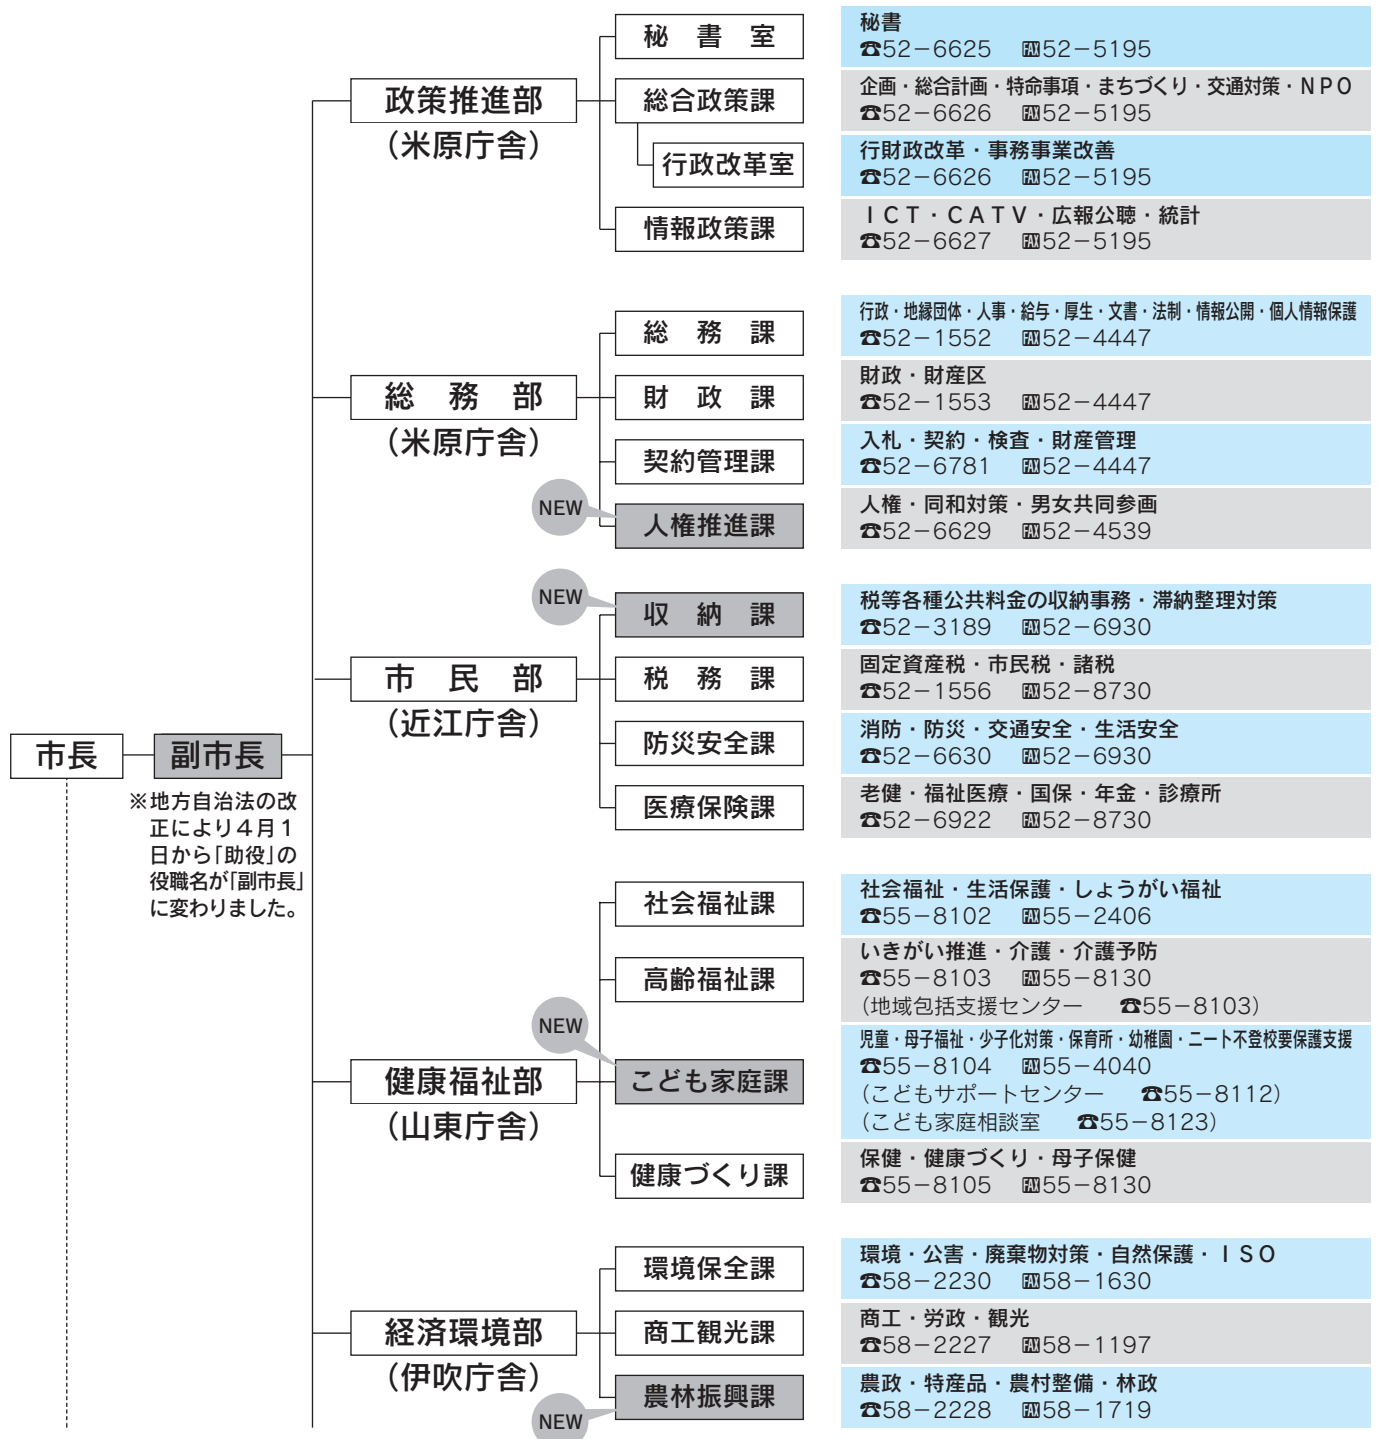 秘書室
秘書
☎52－6625 FAX52－5195
政策推進部
（米原庁舎）
総合政策課
企画・総合計画・特命事項・まちづくり・交通対策・ＮＰＯ
☎52－6626 FAX52－5195
行政改革室
行財政改革・事務事業改善
☎52－6626 FAX52－5195
情報政策課
ＩＣＴ・ＣＡＴＶ・広報公聴・統計
☎52－6627 FAX52－5195
総務課
行政・地縁団体・人事・給与・厚生・文書・法制・情報公開・個人情報保護
☎52－1552 FAX52－4447
総務部
（米原庁舎）
財政課
財政・財産区
☎52－1553 FAX52－4447
契約管理課
入札・契約・検査・財産管理
☎52－6781 FAX52－4447
NEW
人権推進課
人権・同和対策・男女共同参画
☎52－6629 FAX52－4539
NEW
収納課
税等各種公共料金の収納事務・滞納整理対策
☎52－3189 FAX52－6930
市民部
（近江庁舎）
税務課
固定資産税・市民税・諸税
☎52－1556 FAX52－8730
防災安全課
消防・防災・交通安全・生活安全
☎52－6630 FAX52－6930
医療保険課
老健・福祉医療・国保・年金・診療所
☎52－6922 FAX52－8730
市長
副市長
※地方自治法の改
正により４月１
日から「助役」の
役職名が「副市長」
に変わりました。
社会福祉課
社会福祉・生活保護・しょうがい福祉
☎55－8102 FAX55－2406
高齢福祉課
いきがい推進・介護・介護予防
☎55－8103 FAX55－8130
（地域包括支援センター ☎55－8103）
健康福祉部
（山東庁舎）
NEW
こども家庭課
児童・母子福祉・少子化対策・保育所・幼稚園・ニート不登校要保護支援
☎55－8104 FAX55－4040
（こどもサポートセンター ☎55－8112）
（こども家庭相談室 ☎55－8123）
健康づくり課
保健・健康づくり・母子保健
☎55－8105 FAX55－8130
環境保全課
環境・公害・廃棄物対策・自然保護・ＩＳＯ
☎58－2230 FAX58－1630
経済環境部
（伊吹庁舎）
商工観光課
商工・労政・観光
☎58－2227 FAX58－1197
農林振興課
NEW
農政・特産品・農村整備・林政
☎58－2228 FAX58－1719